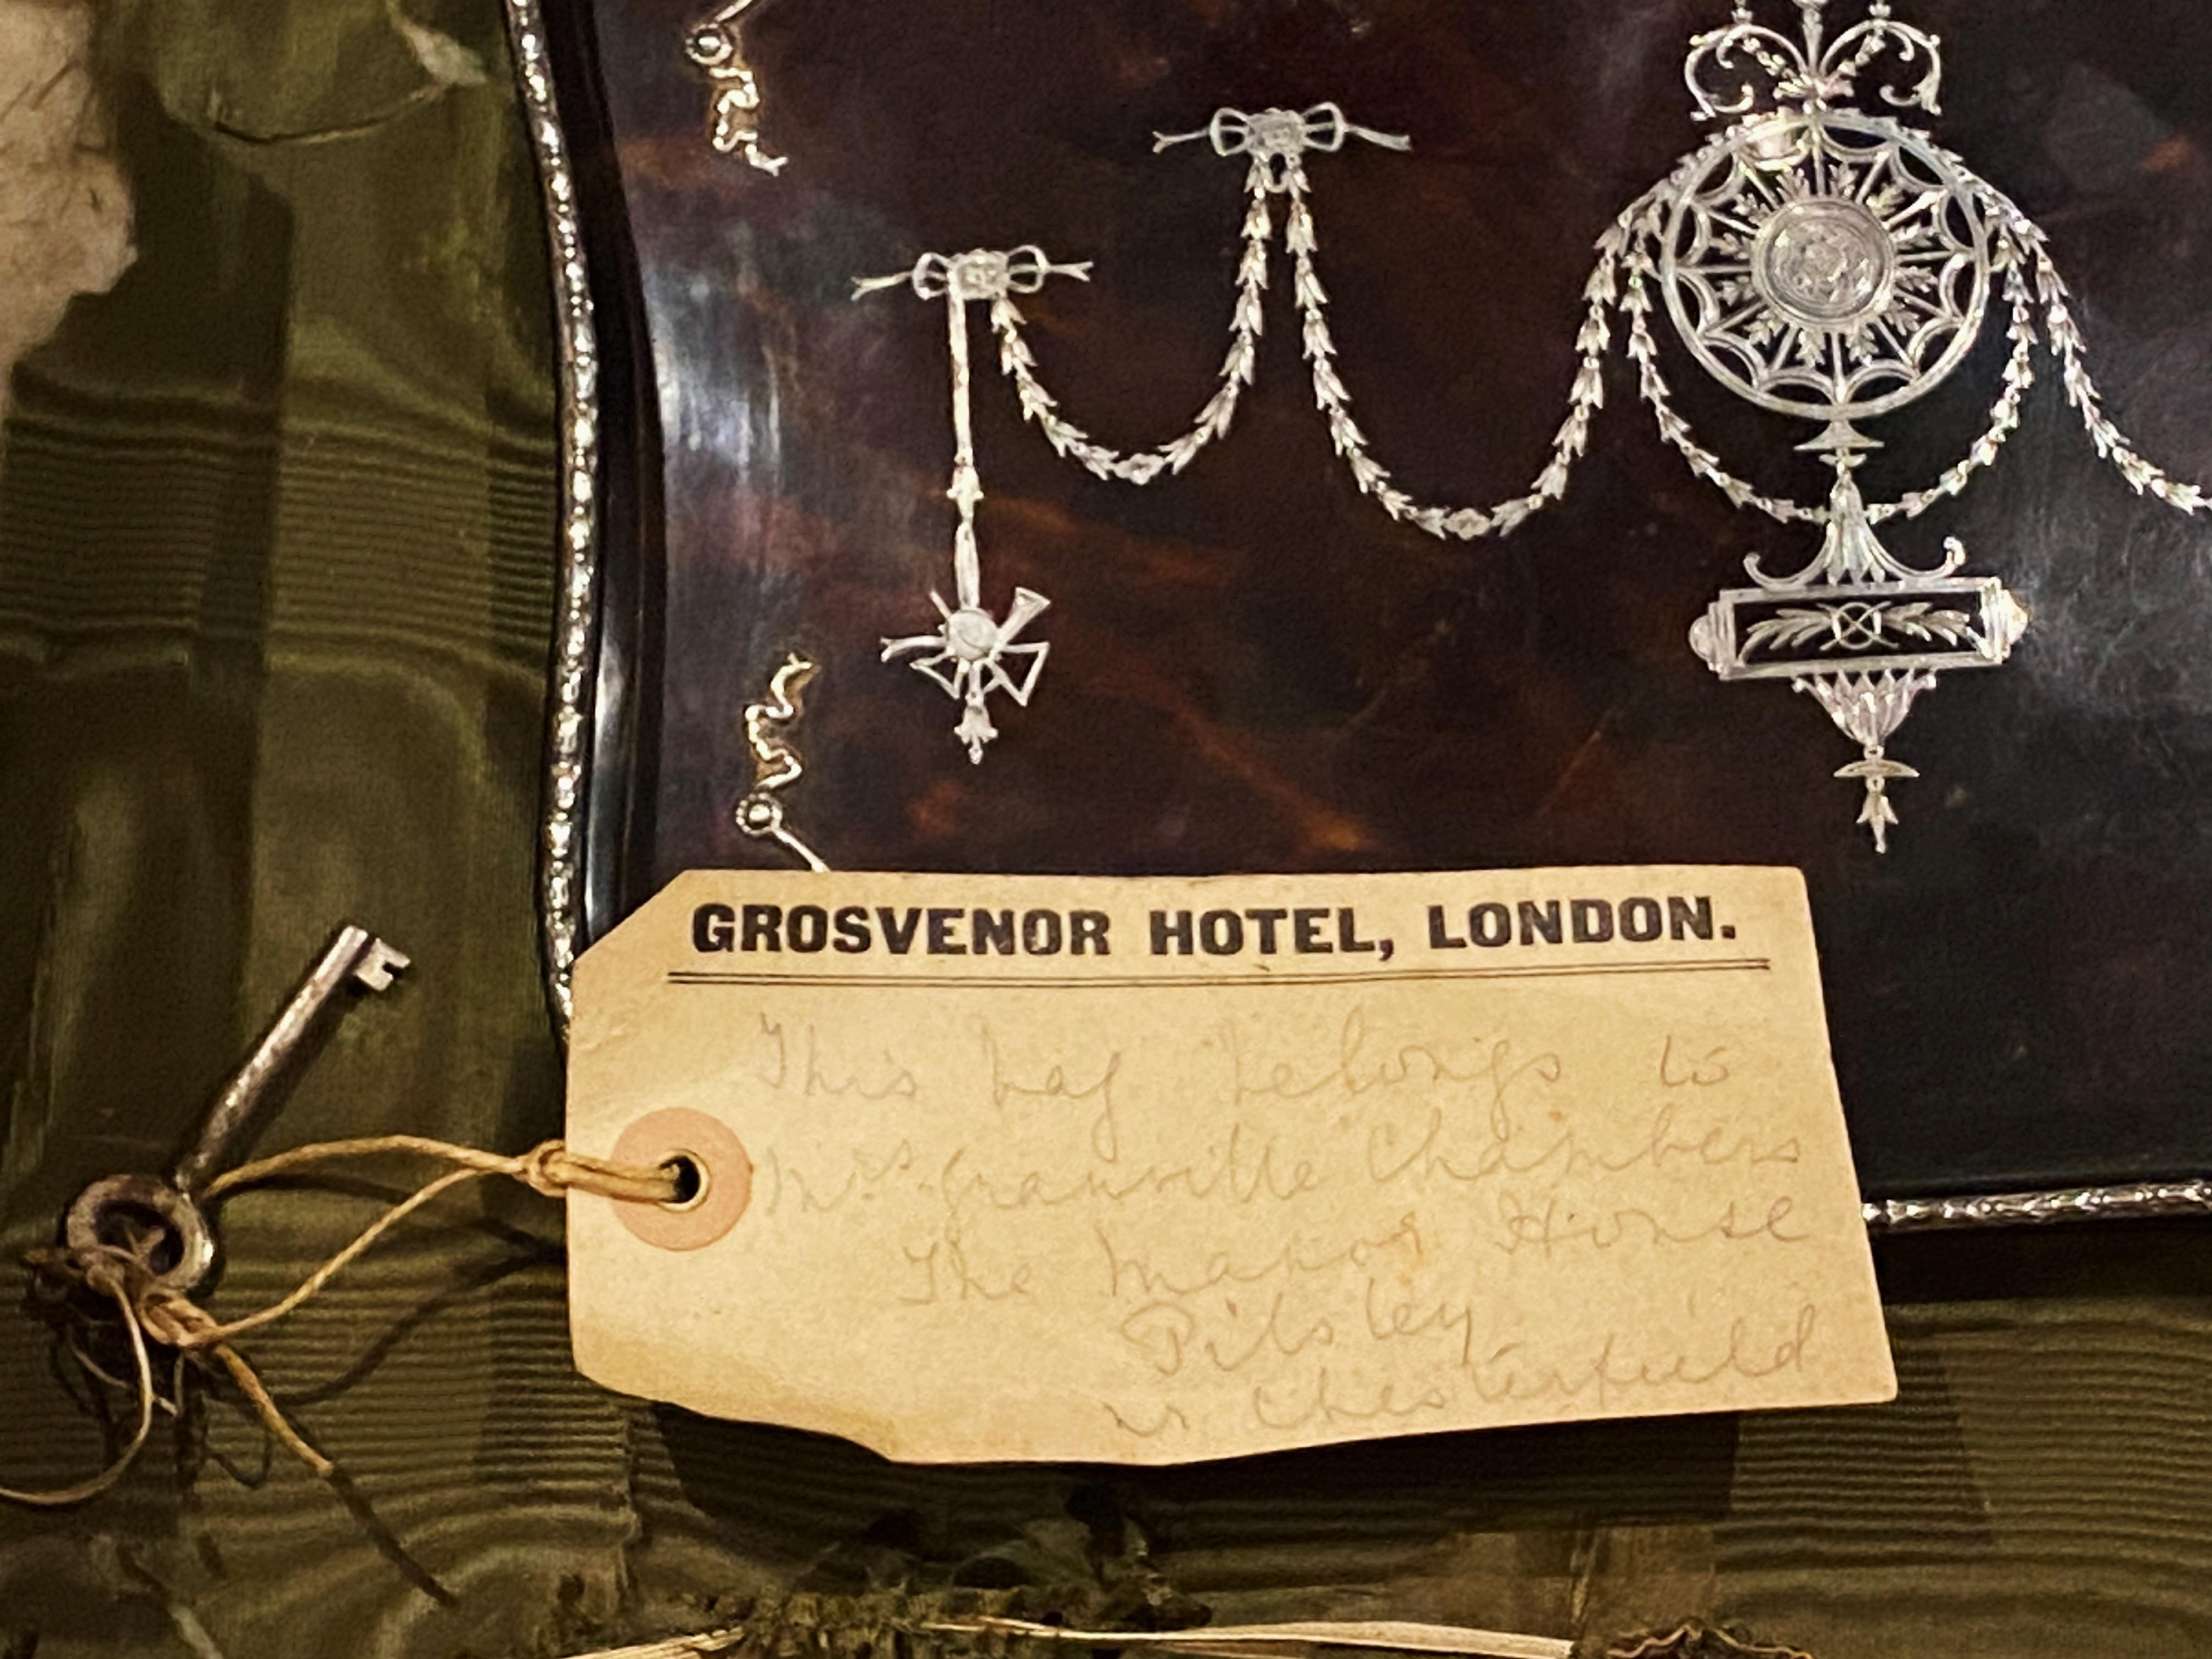 GROSVENOR HOTEL, LONDON.
This bag belongs to
Mrs. Granville Chambers
The Manor House
Pilsley
nr. Chesterfield